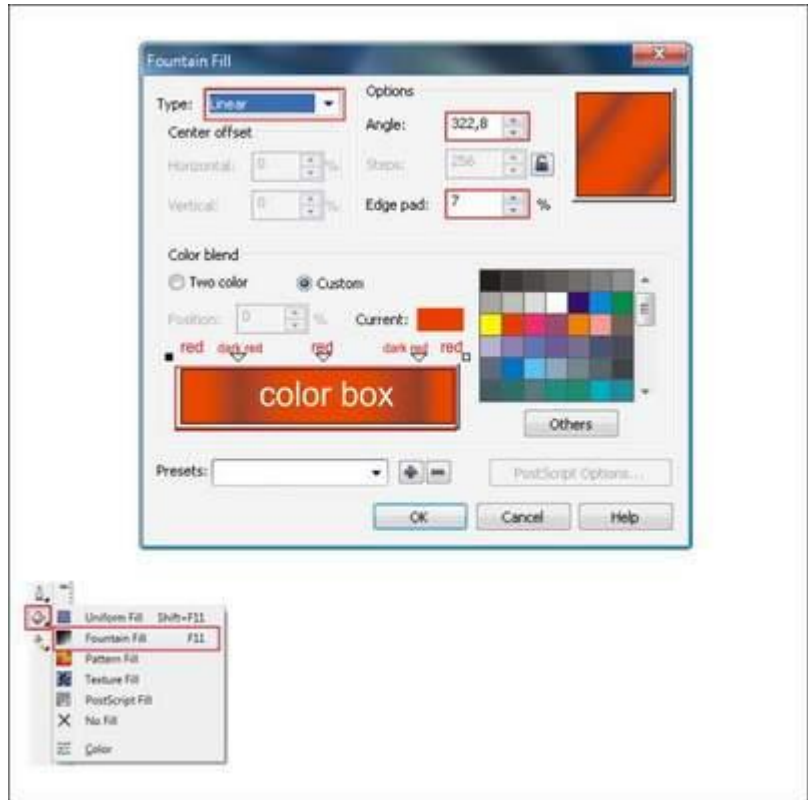 Fountain Fill
Type: Linear
Options
Center offset
Angle: 322,8
Horizontal: 0 %
Steps: 256
Vertical: 0 %
Edge pad: 7 %
Color blend
Two color Custom
Position: 0 %
Current:
red dark red red dark red red
color box
Others
Presets:
PostScript Options...
OK Cancel Help
Uniform Fill Shift+F11
Fountain Fill F11
Pattern Fill
Texture Fill
PostScript Fill
No Fill
Color